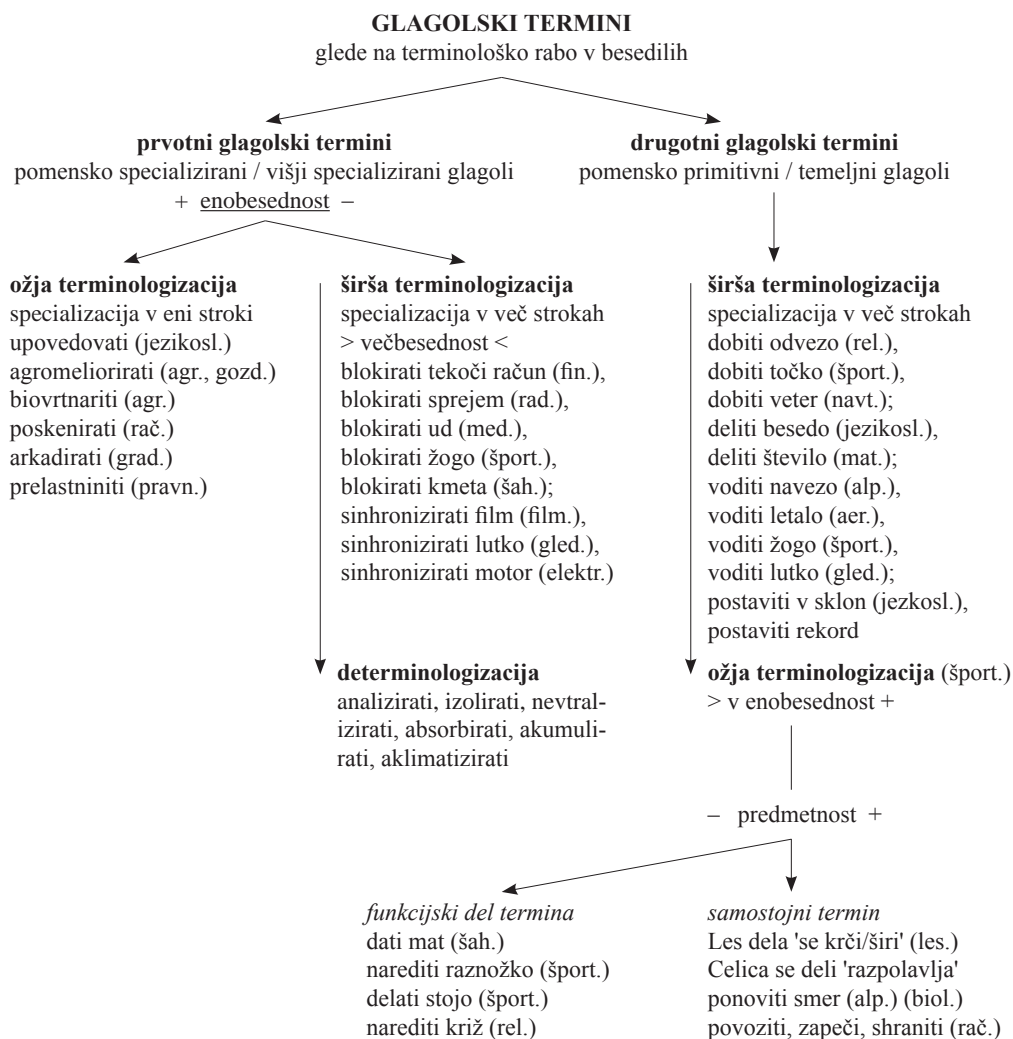 GLAGOLSKI TERMINI
glede na terminološko rabo v besedilih
prvotni glagolski termini
pomensko specializirani / višji specializirani glagoli
+ enobesednost –
drugotni glagolski termini
pomensko primitivni / temeljni glagoli
ožja terminologizacija
specializacija v eni stroki
upovedovati (jezikosl.)
agromeliorirati (agr., gozd.)
biovrtnariti (agr.)
poskenirati (rač.)
arkadirati (grad.)
prelastniniti (pravn.)
širša terminologizacija
specializacija v več strokah
> večbesednost <
blokirati tekoči račun (fin.),
blokirati sprejem (rad.),
blokirati ud (med.),
blokirati žogo (šport.),
blokirati kmeta (šah.);
sinhronizirati film (film.),
sinhronizirati lutko (gled.),
sinhronizirati motor (elektr.)
determinologizacija
analizirati, izolirati, nevtral-
izirati, absorbirati, akumuli-
rati, aklimatizirati
širša terminologizacija
specializacija v več strokah
dobiti odvezo (rel.),
dobiti točko (šport.),
dobiti veter (navt.);
deliti besedo (jezikosl.),
deliti število (mat.);
voditi navezo (alp.),
voditi letalo (aer.),
voditi žogo (šport.),
voditi lutko (gled.);
postaviti v sklon (jezkosl.),
postaviti rekord
ožja terminologizacija (šport.)
> v enobesednost +
– predmetnost +
funkcijski del termina
dati mat (šah.)
narediti raznožko (šport.)
delati stojo (šport.)
narediti križ (rel.)
samostojni termin
Les dela 'se krči/širi' (les.)
Celica se deli 'razpolavlja'
ponoviti smer (alp.) (biol.)
povoziti, zapeči, shraniti (rač.)